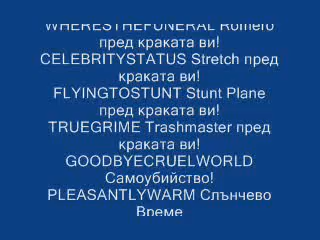 WHERESTHEFUNERAL Romero
пред краката ви!
CELEBRITYSTATUS Stretch пред
краката ви!
FLYINGTOSTUNT Stunt Plane
пред краката ви!
TRUEGRIME Trashmaster пред
краката ви!
GOODBYECRUELWORLD
Самоубийство!
PLEASANTLYWARM Слънчево
Време